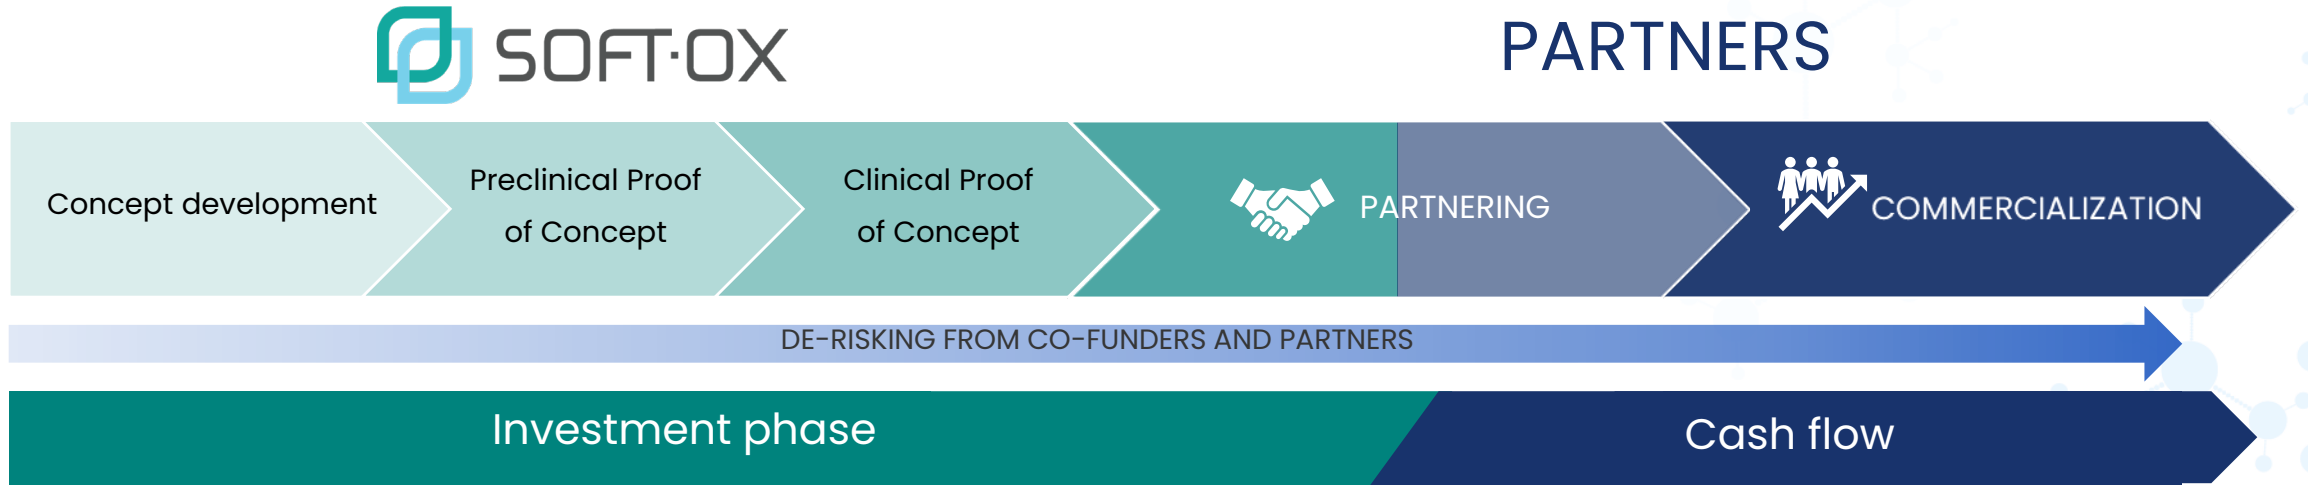 SOFT·OX
PARTNERS
Concept development
Preclinical Proof
of Concept
Clinical Proof
of Concept
PARTNERING
COMMERCIALIZATION
DE-RISKING FROM CO-FUNDERS AND PARTNERS
Investment phase
Cash flow